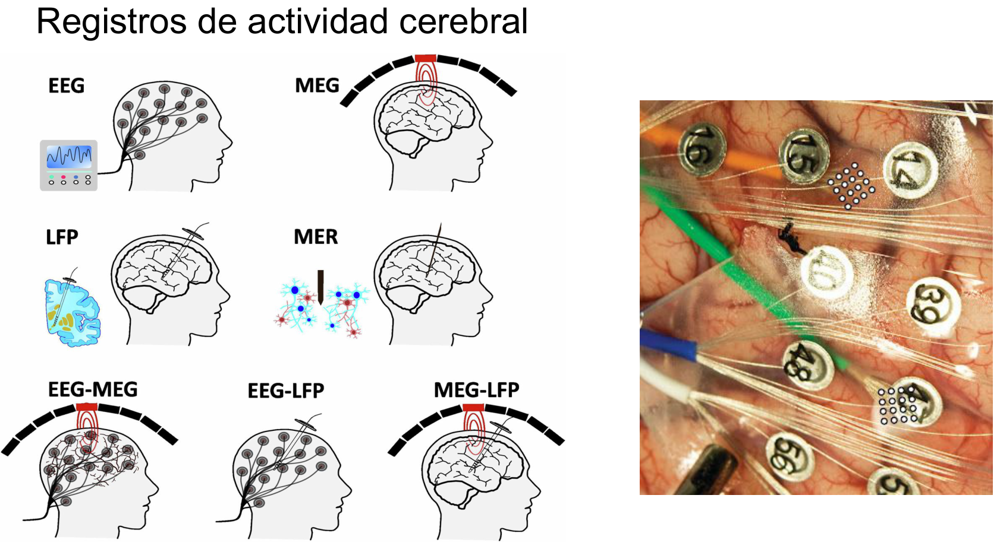 Registros de actividad cerebral
EEG
MEG
LFP
MER
EEG-MEG
EEG-LFP
MEG-LFP
16
15
14
40
39
48
56